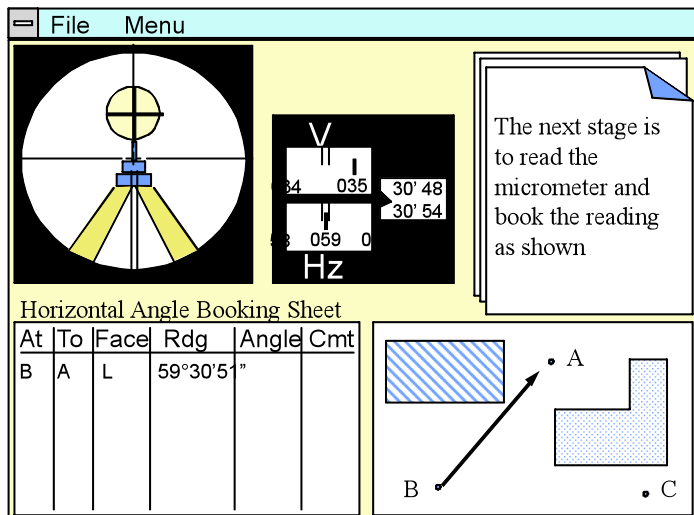 File Menu
V
034 035
30’ 48
30’ 54
58 059 0
Hz
The next stage is
to read the
micrometer and
book the reading
as shown
Horizontal Angle Booking Sheet
At To Face Rdg Angle Cmt
B A L 59°30’51”
A
B
C